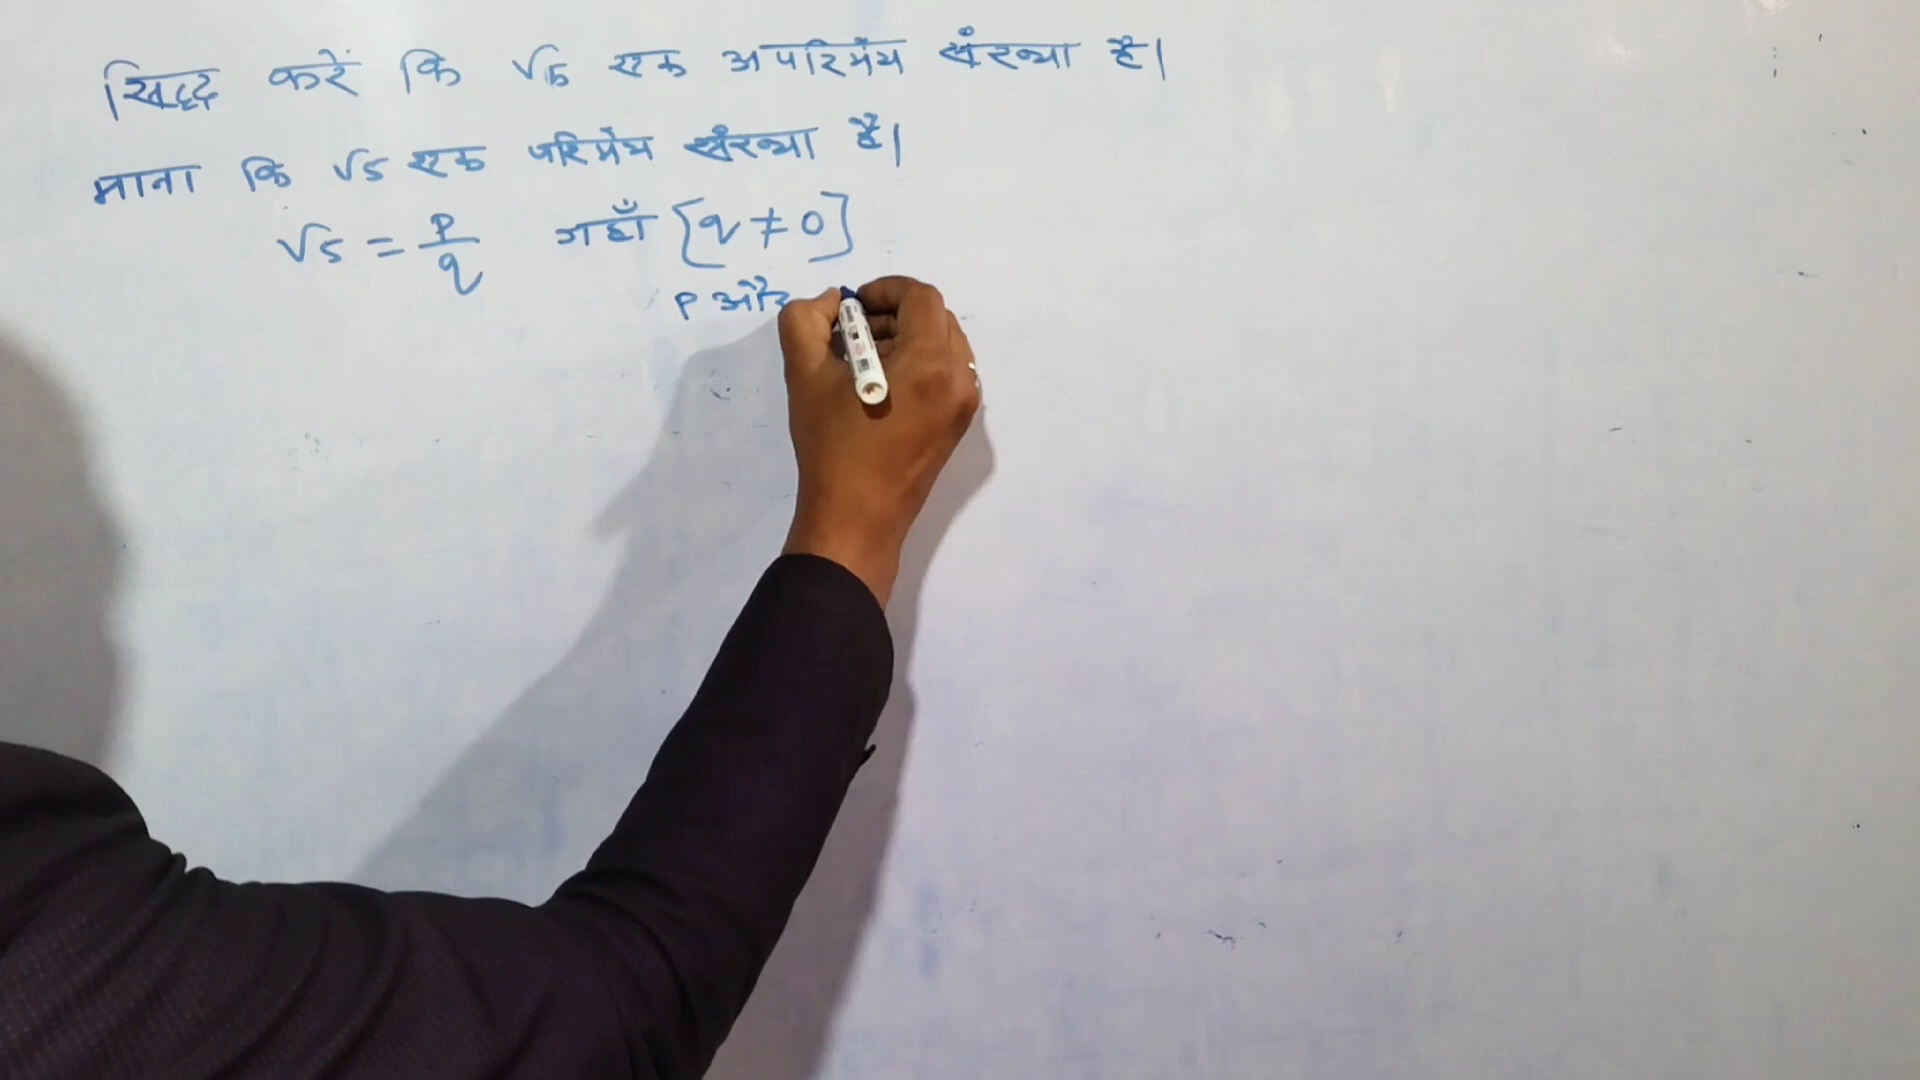 सिद्ध करें कि √5 एक अपरिमेय संख्या है।
माना कि √5 एक परिमेय संख्या है।
√5 = p/q जहाँ [q ≠ 0]
p और